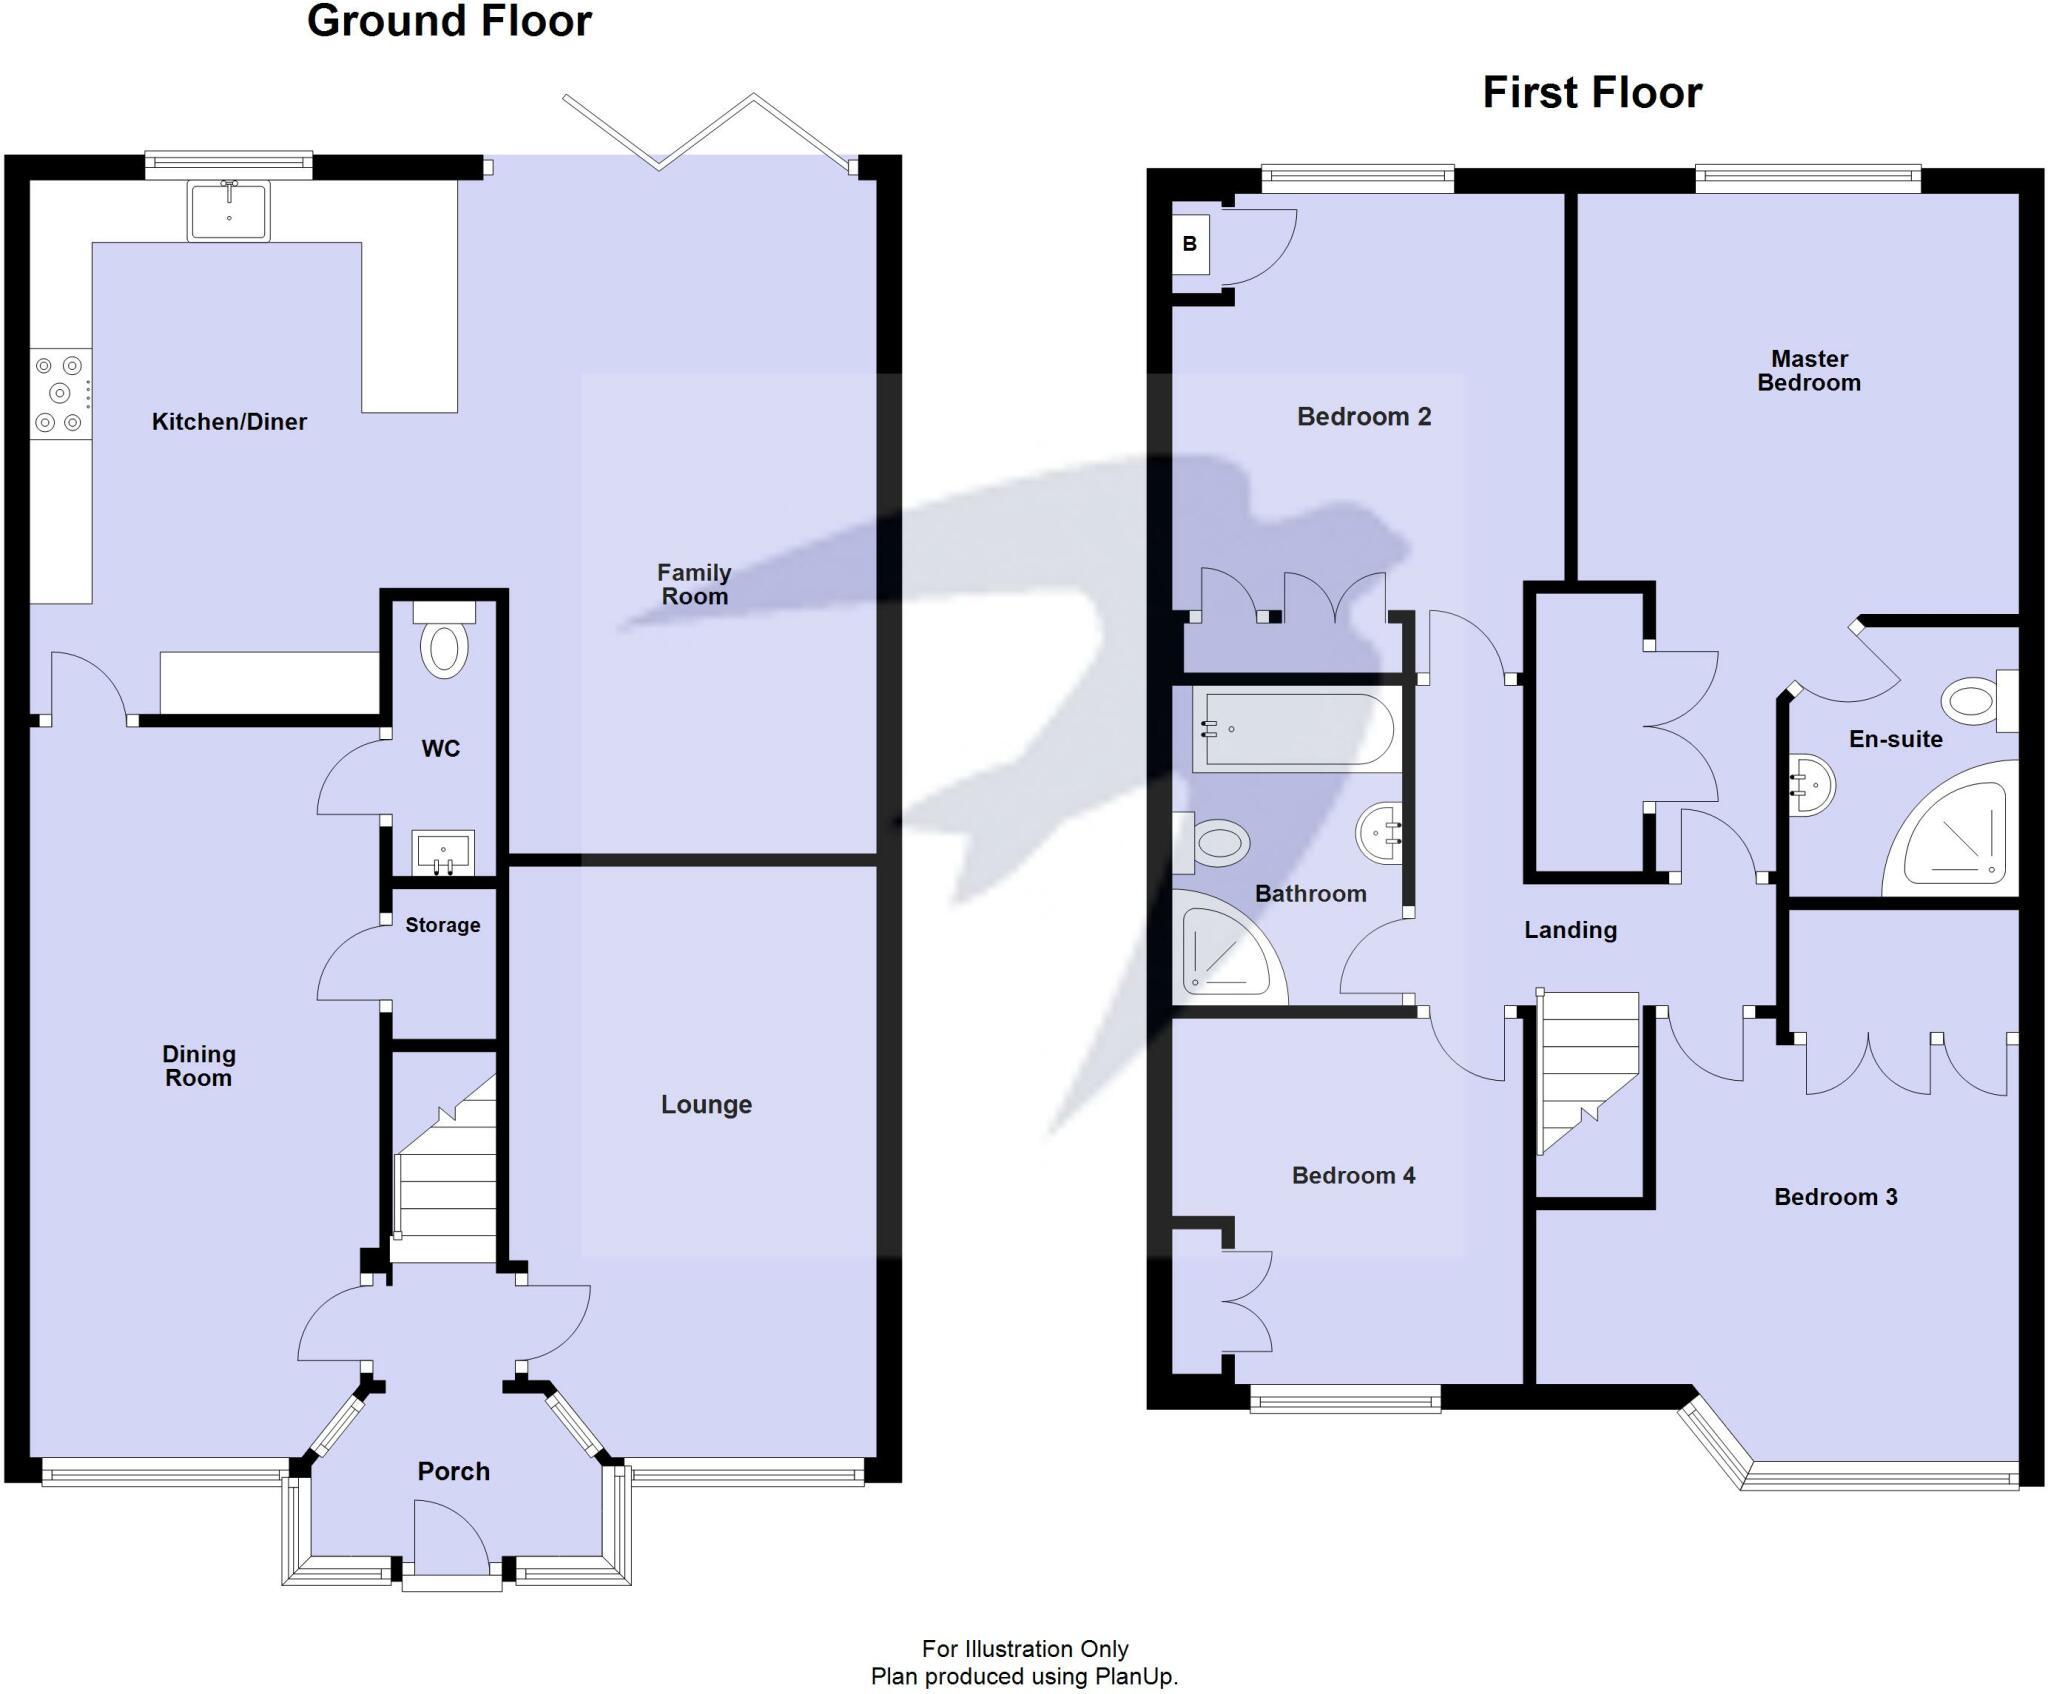 Ground Floor
Kitchen/Diner
Family
Room
WC
Storage
Dining
Room
Lounge
Porch
First Floor
B
Bedroom 2
Master
Bedroom
En-suite
Bathroom
Landing
Bedroom 4
Bedroom 3
For Illustration Only
Plan produced using PlanUp.